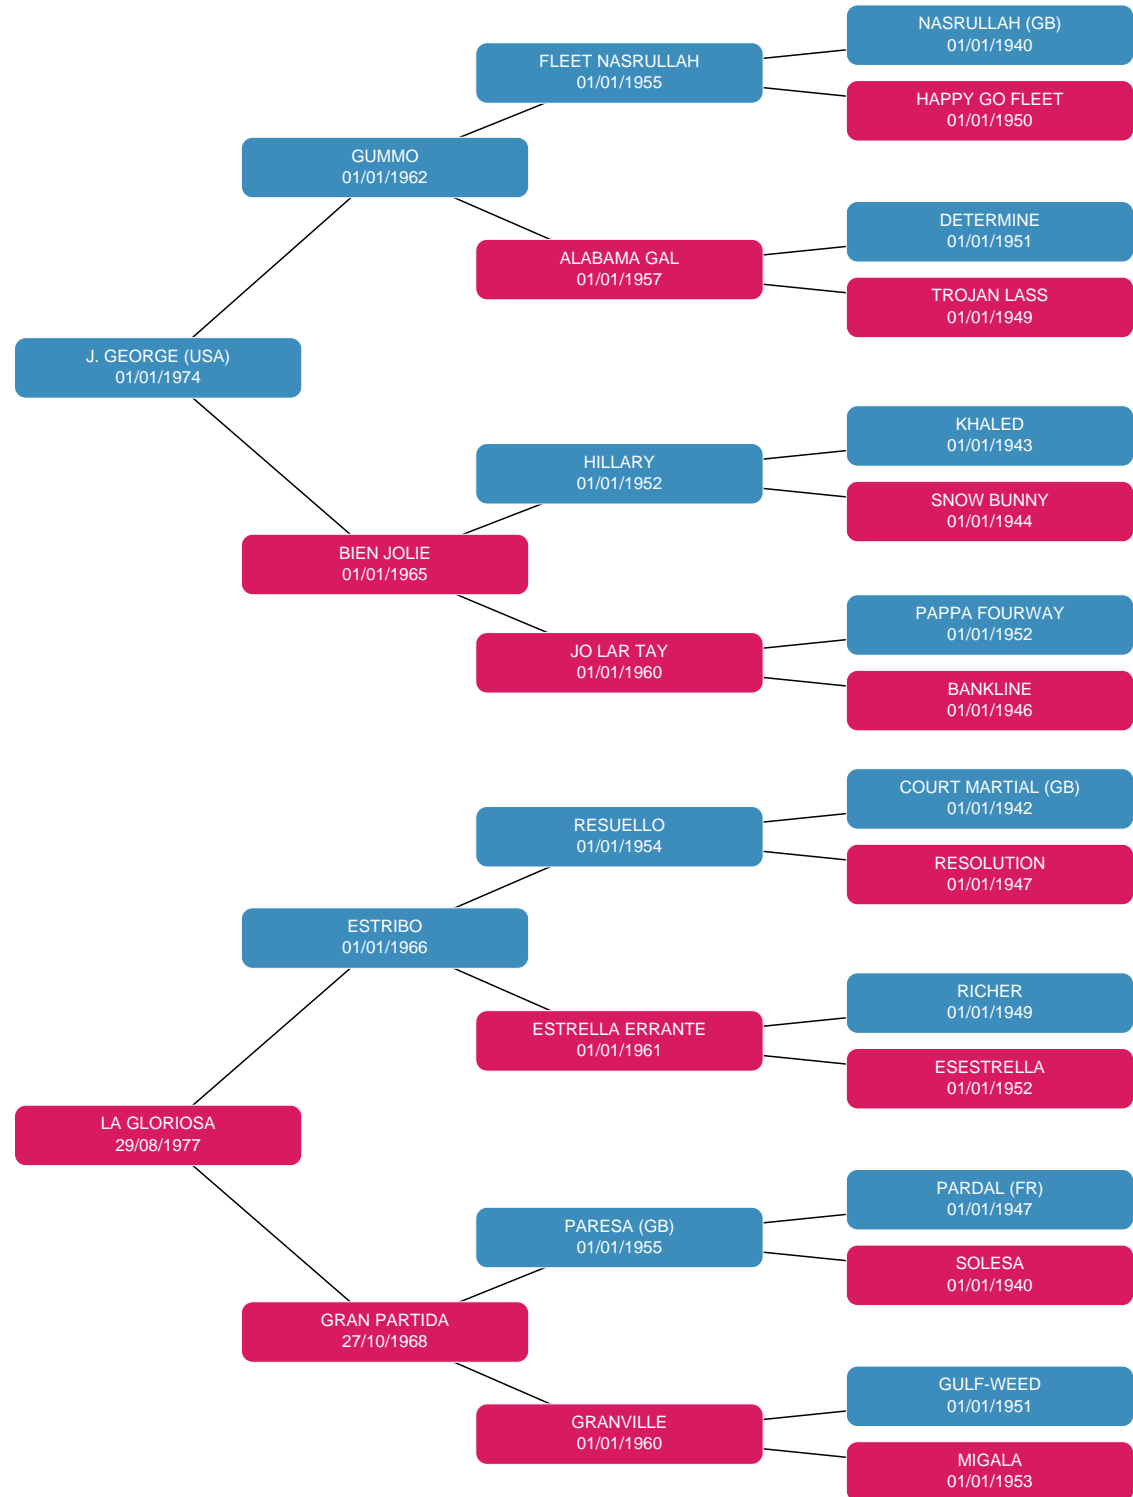 NASRULLAH (GB)
01/01/1940
FLEET NASRULLAH
01/01/1955
HAPPY GO FLEET
01/01/1950
GUMMO
01/01/1962
DETERMINE
01/01/1951
ALABAMA GAL
01/01/1957
TROJAN LASS
01/01/1949
J. GEORGE (USA)
01/01/1974
KHALED
01/01/1943
HILLARY
01/01/1952
SNOW BUNNY
01/01/1944
BIEN JOLIE
01/01/1965
PAPPA FOURWAY
01/01/1952
JO LAR TAY
01/01/1960
BANKLINE
01/01/1946
COURT MARTIAL (GB)
01/01/1942
RESUELLO
01/01/1954
RESOLUTION
01/01/1947
ESTRIBO
01/01/1966
RICHER
01/01/1949
ESTRELLA ERRANTE
01/01/1961
ESESTRELLA
01/01/1952
LA GLORIOSA
29/08/1977
PARDAL (FR)
01/01/1947
PARESA (GB)
01/01/1955
SOLESA
01/01/1940
GRAN PARTIDA
27/10/1968
GULF-WEED
01/01/1951
GRANVILLE
01/01/1960
MIGALA
01/01/1953